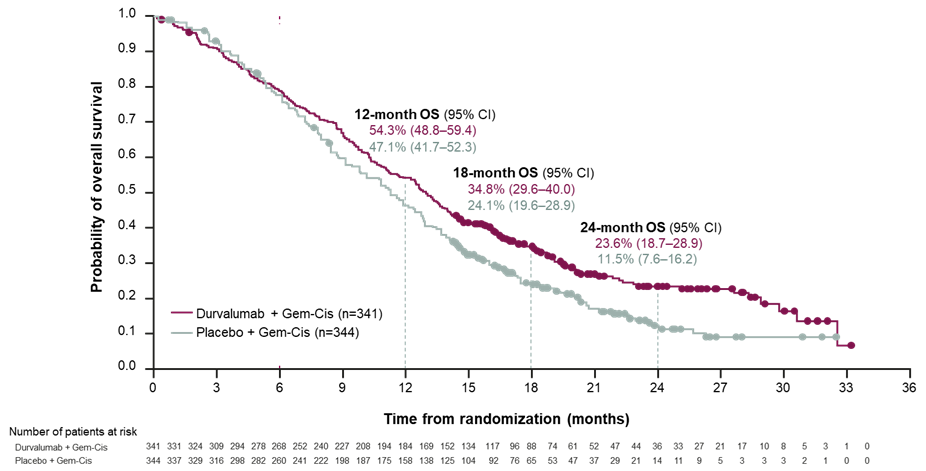 1.0
0.9
0.8
0.7
0.6
0.5
0.4
0.3
0.2
0.1
0.0
Probability of overall survival
12-month OS (95% CI)
54.3% (48.8–59.4)
47.1% (41.7–52.3)
18-month OS (95% CI)
34.8% (29.6–40.0)
24.1% (19.6–28.9)
24-month OS (95% CI)
23.6% (18.7–28.9)
11.5% (7.6–16.2)
Durvalumab + Gem-Cis (n=341)
Placebo + Gem-Cis (n=344)
0 3 6 9 12 15 18 21 24 27 30 33 36
Time from randomization (months)
Number of patients at risk
Durvalumab + Gem-Cis 341 331 324 309 294 278 268 252 240 227 208 194 184 169 152 134 117 96 88 74 61 52 47 44 36 33 27 21 17 10 8 5 3 1 0
Placebo + Gem-Cis 344 337 329 316 298 282 260 241 222 198 187 175 158 138 125 104 92 76 65 53 47 37 29 21 14 11 9 5 3 3 3 2 1 0 0